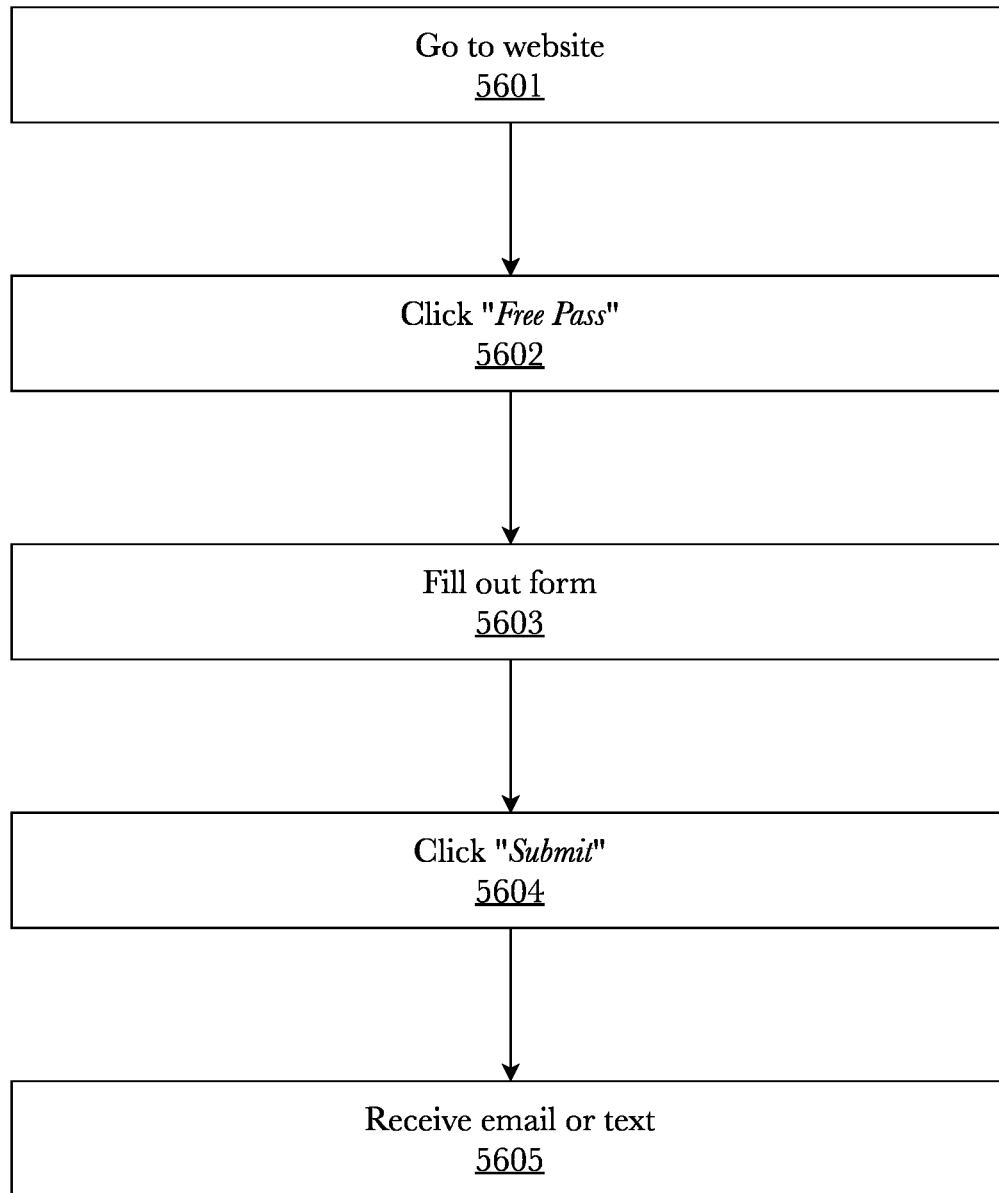 Go to website
5601
Click "Free Pass"
5602
Fill out form
5603
Click "Submit"
5604
Receive email or text
5605